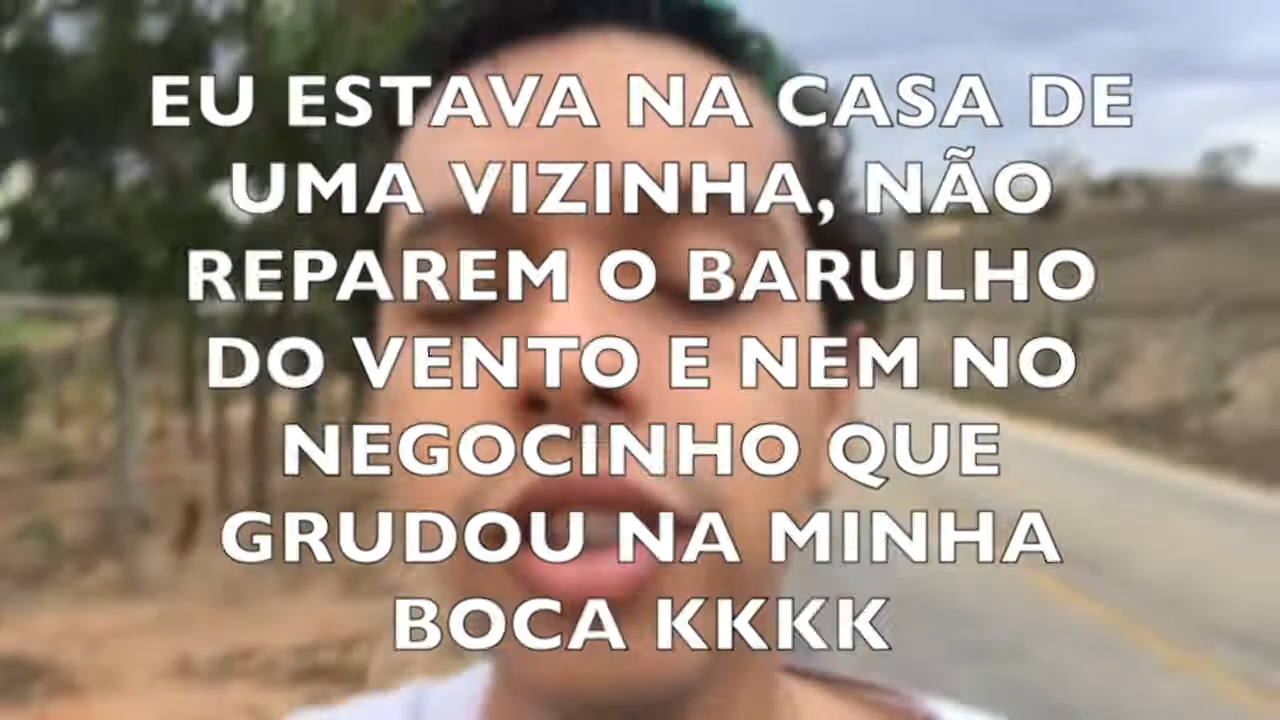 EU ESTAVA NA CASA DE
UMA VIZINHA, NÃO
REPAREM O BARULHO
DO VENTO E NEM NO
NEGOCINHO QUE
GRUDOU NA MINHA
BOCA KKKK